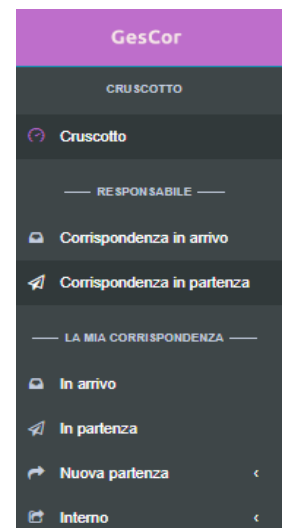 GesCor
CRUSCOTTO
Cruscotto
RESPONSABILE
Corrispondenza in arrivo
Corrispondenza in partenza
LA MIA CORRISPONDENZA
In arrivo
In partenza
Nuova partenza
Interno